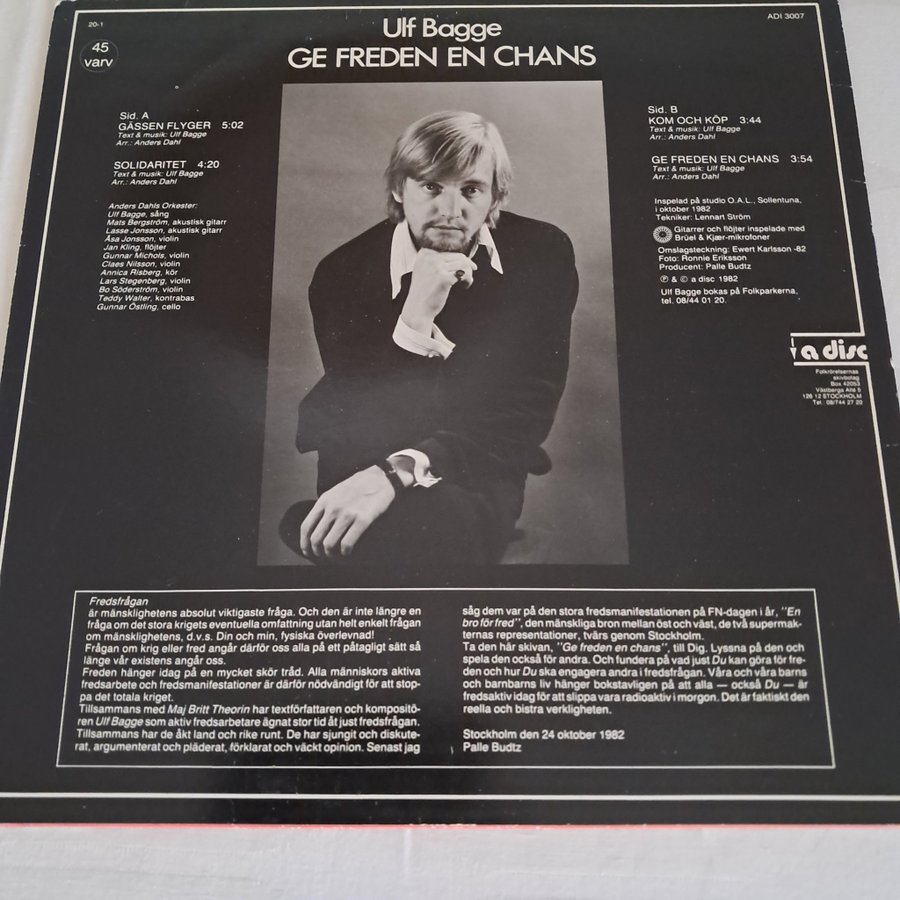 20-1
45
varv
Ulf Bagge
GE FREDEN EN CHANS
ADI 3007
Sid. A
GÄSSEN FLYGER 5:02
Text & musik: Ulf Bagge
Arr.: Anders Dahl
SOLIDARITET 4:20
Text & musik: Ulf Bagge
Arr.: Anders Dahl
Anders Dahls Orkester:
Ulf Bagge, sång
Mats Bergström, akustisk gitarr
Lasse Jonsson, akustisk gitarr
Åsa Jonsson, violin
Jan Kling, flöjter
Gunnar Michols, violin
Claes Nilsson, violin
Annica Risberg, kör
Lars Stegenberg, violin
Bo Söderström, violin
Teddy Walter, kontrabas
Gunnar Östling, cello
Sid. B
KOM OCH KÖP 3:44
Text & musik: Ulf Bagge
Arr.: Anders Dahl
GE FREDEN EN CHANS 3:54
Text & musik: Ulf Bagge
Arr.: Anders Dahl
Inspelad på studio O.A.L., Sollentuna,
i oktober 1982
Tekniker: Lennart Ström
Gitarrer och flöjter inspelade med
Brüel & Kjær-mikrofoner
Omslagsteckning: Ewert Karlsson -82
Foto: Ronnie Eriksson
Producent: Palle Budtz
℗ & © a disc 1982
Ulf Bagge bokas på Folkparkerna,
tel. 08/44 01 20.
a disc
Folkrörelsernas
skivbolag
Box 42053
Västberga Allé 5
126 12 STOCKHOLM
Tel.: 08/744 27 20
Fredsfrågan
är mänsklighetens absolut viktigaste fråga. Och den är inte längre en
fråga om det stora krigets eventuella omfattning utan helt enkelt frågan
om mänsklighetens, d.v.s. Din och min, fysiska överlevnad!
Frågan om krig eller fred angår därför oss alla på ett påtagligt sätt så
länge vår existens angår oss.
Freden hänger idag på en mycket skör tråd. Alla människors aktiva
fredsarbete och fredsmanifestationer är därför nödvändigt för att stop-
pa det totala kriget.
Tillsammans med Maj Britt Theorin har textförfattaren och kompositö-
ren Ulf Bagge som aktiv fredsarbetare ägnat stor tid åt just fredsfrågan.
Tillsammans har de åkt land och rike runt. De har sjungit och diskute-
rat, argumenterat och pläderat, förklarat och väckt opinion. Senast jag
såg dem var på den stora fredsmanifestationen på FN-dagen i år, "En
bro för fred", den mänskliga bron mellan öst och väst, de två supermak-
ternas representationer, tvärs genom Stockholm.
Ta den här skivan, "Ge freden en chans", till Dig. Lyssna på den och
spela den också för andra. Och fundera på vad just Du kan göra för fre-
den och hur Du ska engagera andra i fredsfrågan. Våra och våra barns
och barnbarns liv hänger bokstavligen på att alla — också Du — är
fredsaktiv idag för att slippa vara radioaktiv i morgon. Det är faktiskt den
reella och bistra verkligheten.
Stockholm den 24 oktober 1982
Palle Budtz